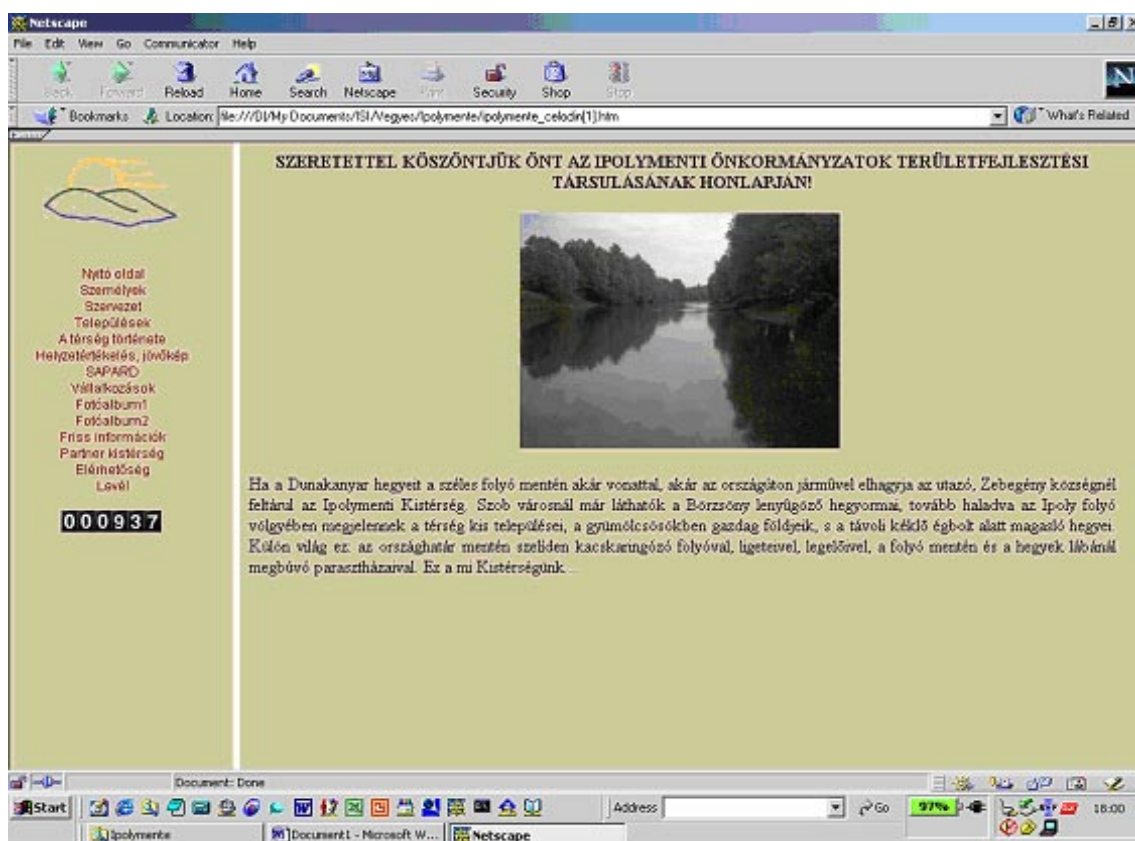 Netscape
File Edit View Go Communicator Help
Back Forward Reload Home Search Netscape Print Security Shop Stop
Bookmarks Location: file:///D|/My Documents/ISI/Vegyes/Ipolymente/ipolymente_celodin[1].htm What's Related
SZERETETTEL KÖSZÖNTJÜK ÖNT AZ IPOLYMENTI ÖNKORMÁNYZATOK TERÜLETFEJLESZTÉSI
TÁRSULÁSÁNAK HONLAPJÁN!
Nyitó oldal
Személyek
Szervezet
Települések
A térség története
Helyzetértékelés, jövőkép
SAPARD
Vállalkozások
Fotóalbum1
Fotóalbum2
Friss információk
Partner kistérség
Elérhetőség
Levél
000937
Ha a Dunakanyar hegyeit a széles folyó mentén akár vonattal, akár az országúton járművel elhagyja az utazó, Zebegény községnél
feltárul az Ipolymenti Kistérség. Szob városnál már láthatók a Börzsöny lenyűgöző hegyormai, tovább haladva az Ipoly folyó
völgyében megjelennek a térség kis települései, a gyümölcsösökben gazdag földjeik, s a távoli kéklő égbolt alatt magasló hegyei.
Külön világ ez: az országhatár mentén szelíden kacskaringózó folyóval, ligeteivel, legelőivel, a folyó mentén és a hegyek lábánál
megbúvó parasztházaival. Ez a mi Kistérségünk...
Document: Done
Start Address Go 97% 18:00
Ipolymente Document1 - Microsoft W... Netscape